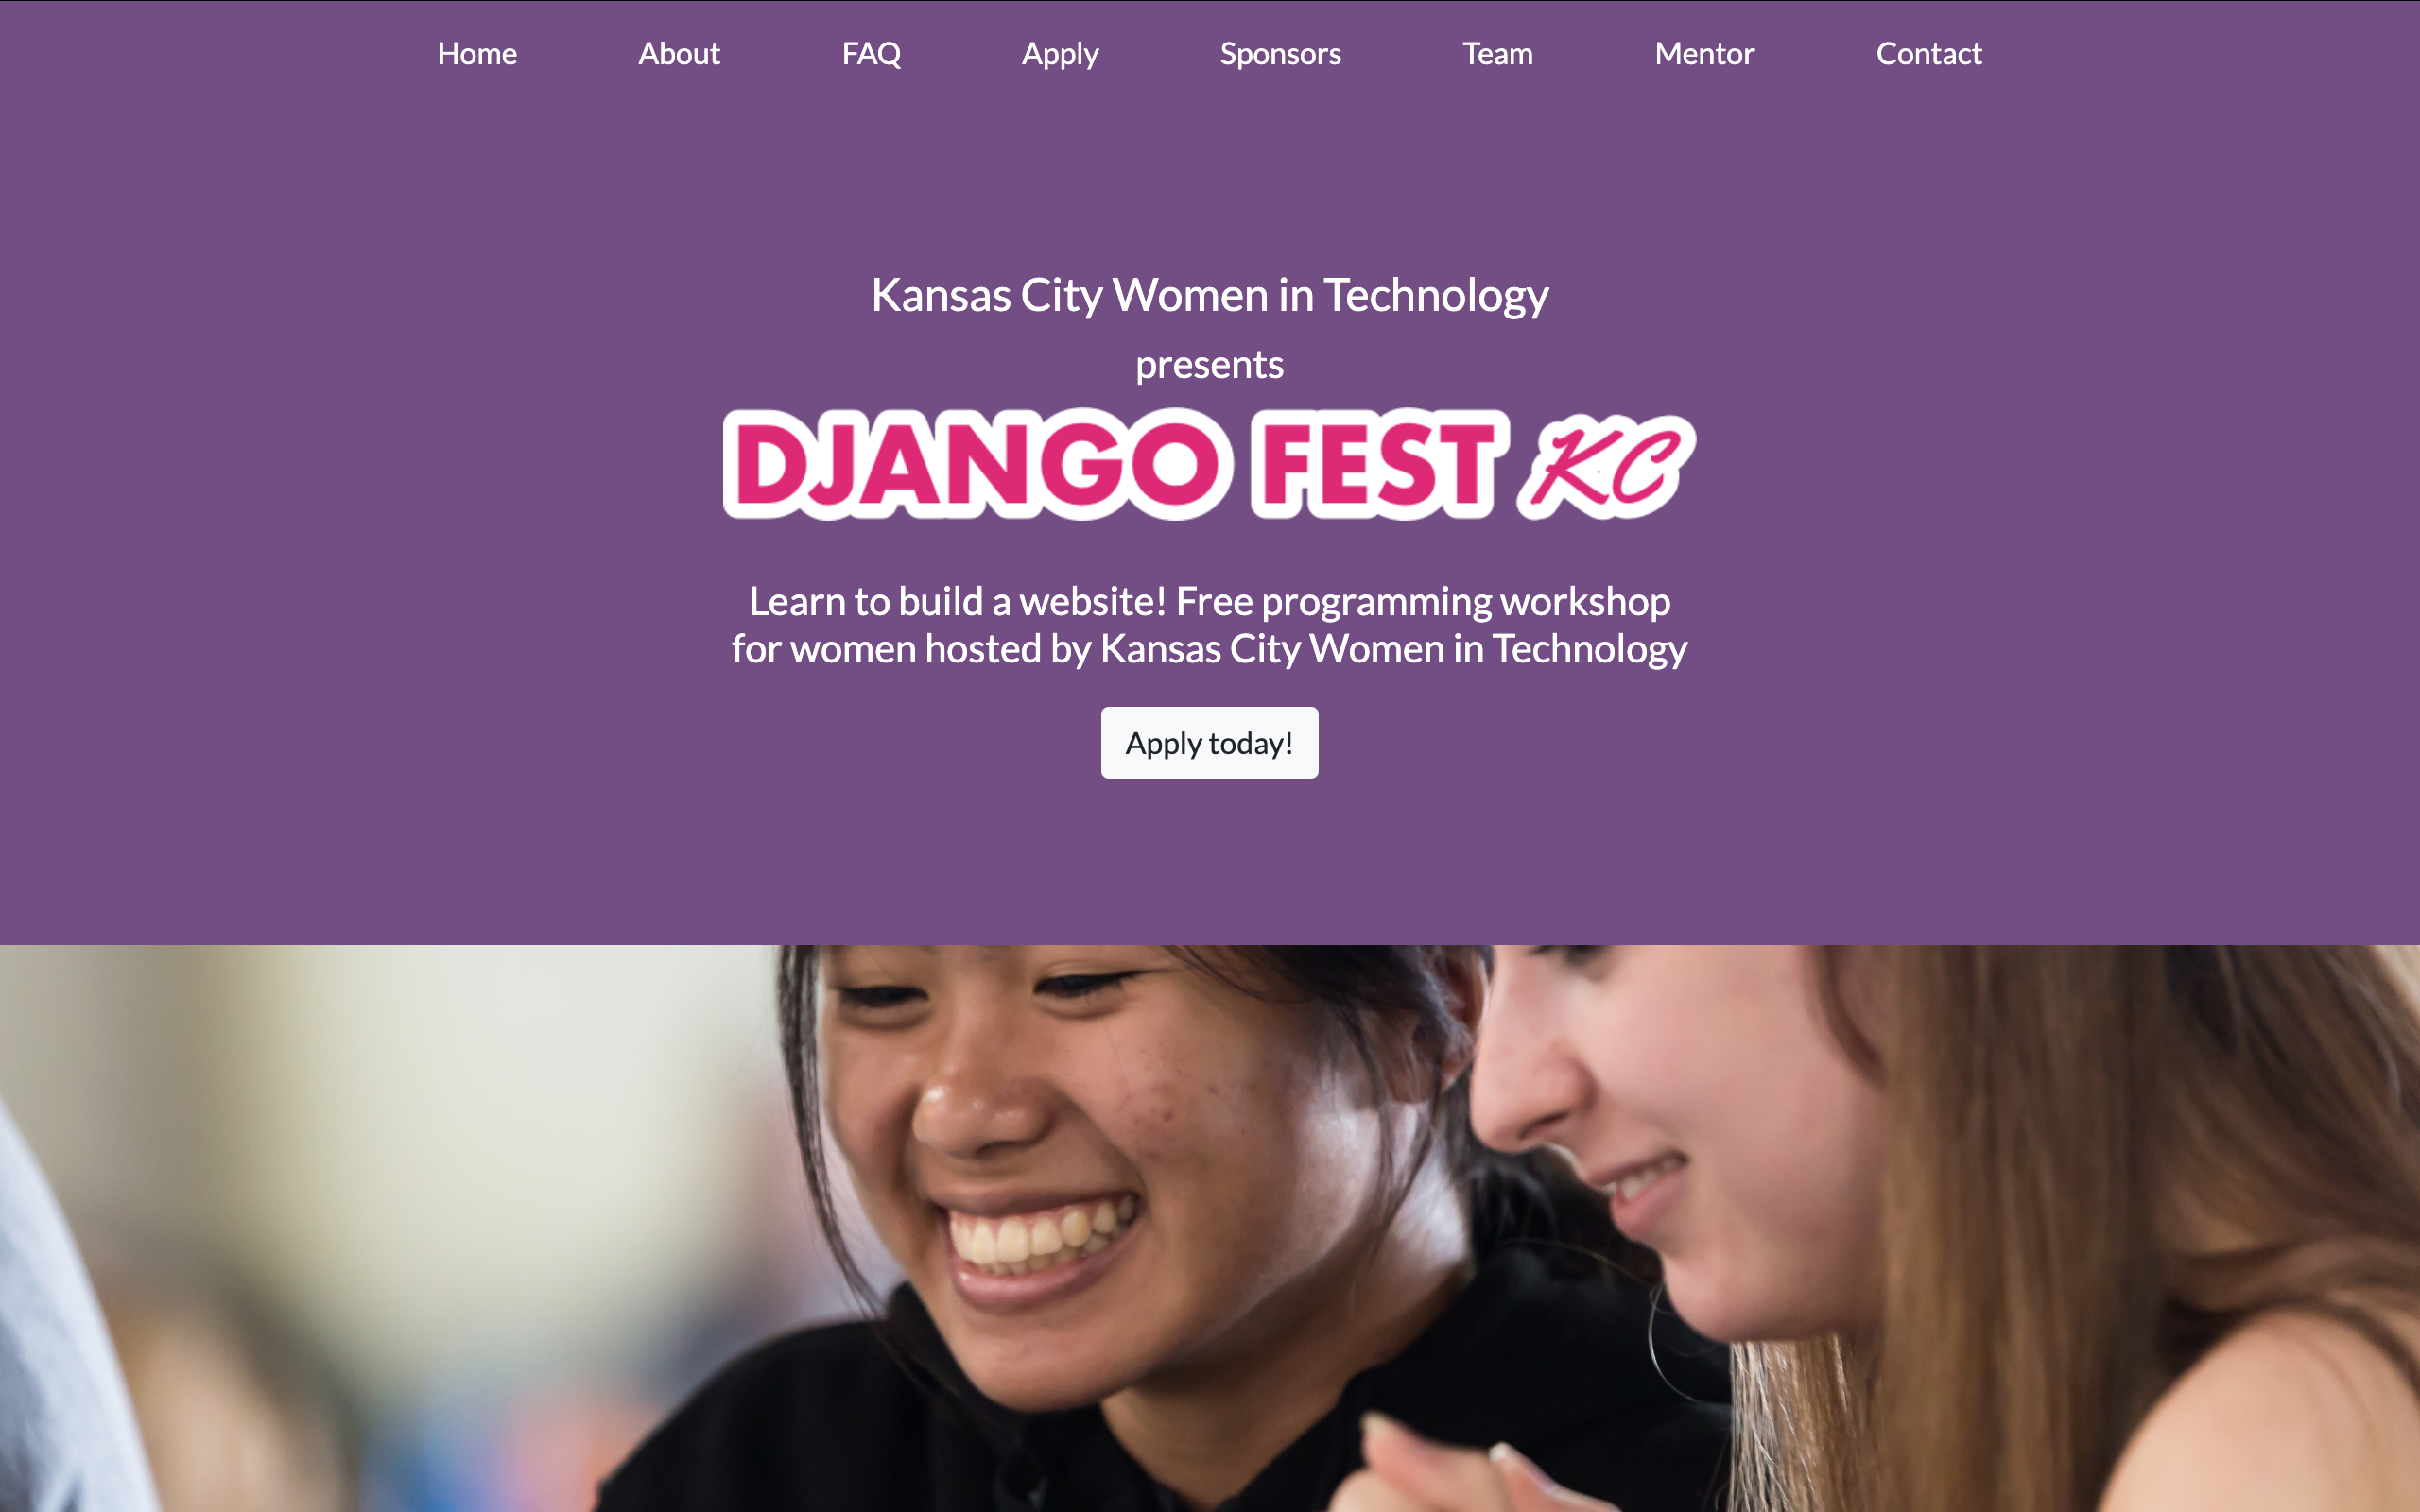 Home About FAQ Apply Sponsors Team Mentor Contact
Kansas City Women in Technology
presents
DJANGO FEST KC
Learn to build a website! Free programming workshop
for women hosted by Kansas City Women in Technology
Apply today!